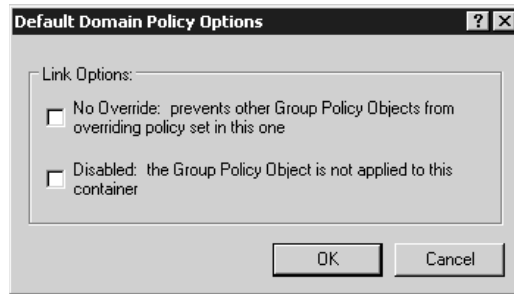 Default Domain Policy Options
? X
Link Options:
No Override: prevents other Group Policy Objects from
overriding policy set in this one
Disabled: the Group Policy Object is not applied to this
container
OK Cancel